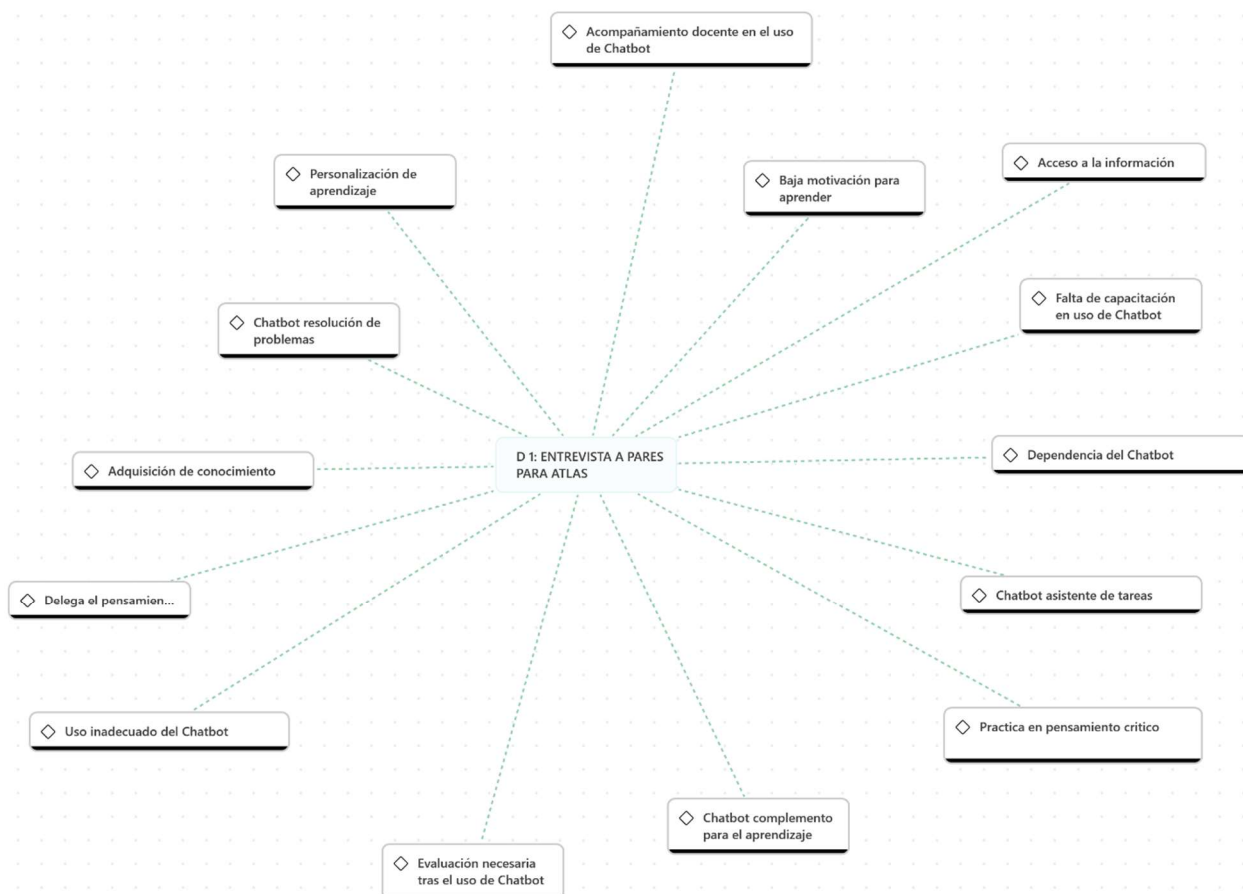 Acompañamiento docente en el uso
de Chatbot
Acceso a la información
Personalización de
aprendizaje
Baja motivación para
aprender
Falta de capacitación
en uso de Chatbot
Chatbot resolución de
problemas
D 1: ENTREVISTA A PARES
PARA ATLAS
Dependencia del Chatbot
Adquisición de conocimiento
Delega el pensamien...
Chatbot asistente de tareas
Uso inadecuado del Chatbot
Practica en pensamiento critico
Chatbot complemento
para el aprendizaje
Evaluación necesaria
tras el uso de Chatbot